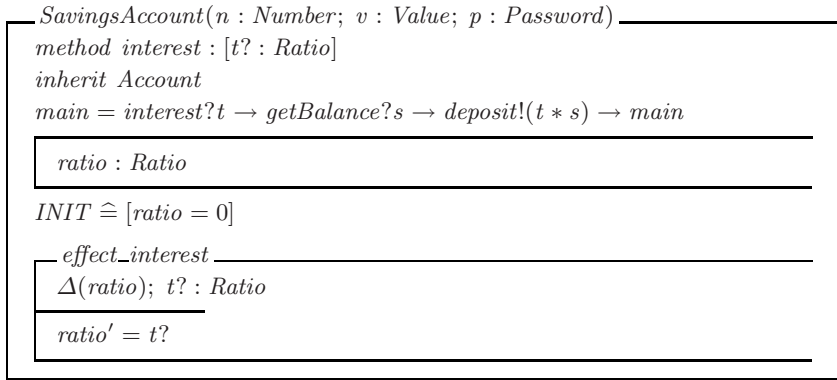 SavingsAccount(n : Number; v : Value; p : Password)
method interest : [t? : Ratio]
inherit Account
main = interest?t → getBalance?s → deposit!(t ∗ s) → main
ratio : Ratio
INIT ≙ [ratio = 0]
effect_interest
Δ(ratio); t? : Ratio
ratio′ = t?